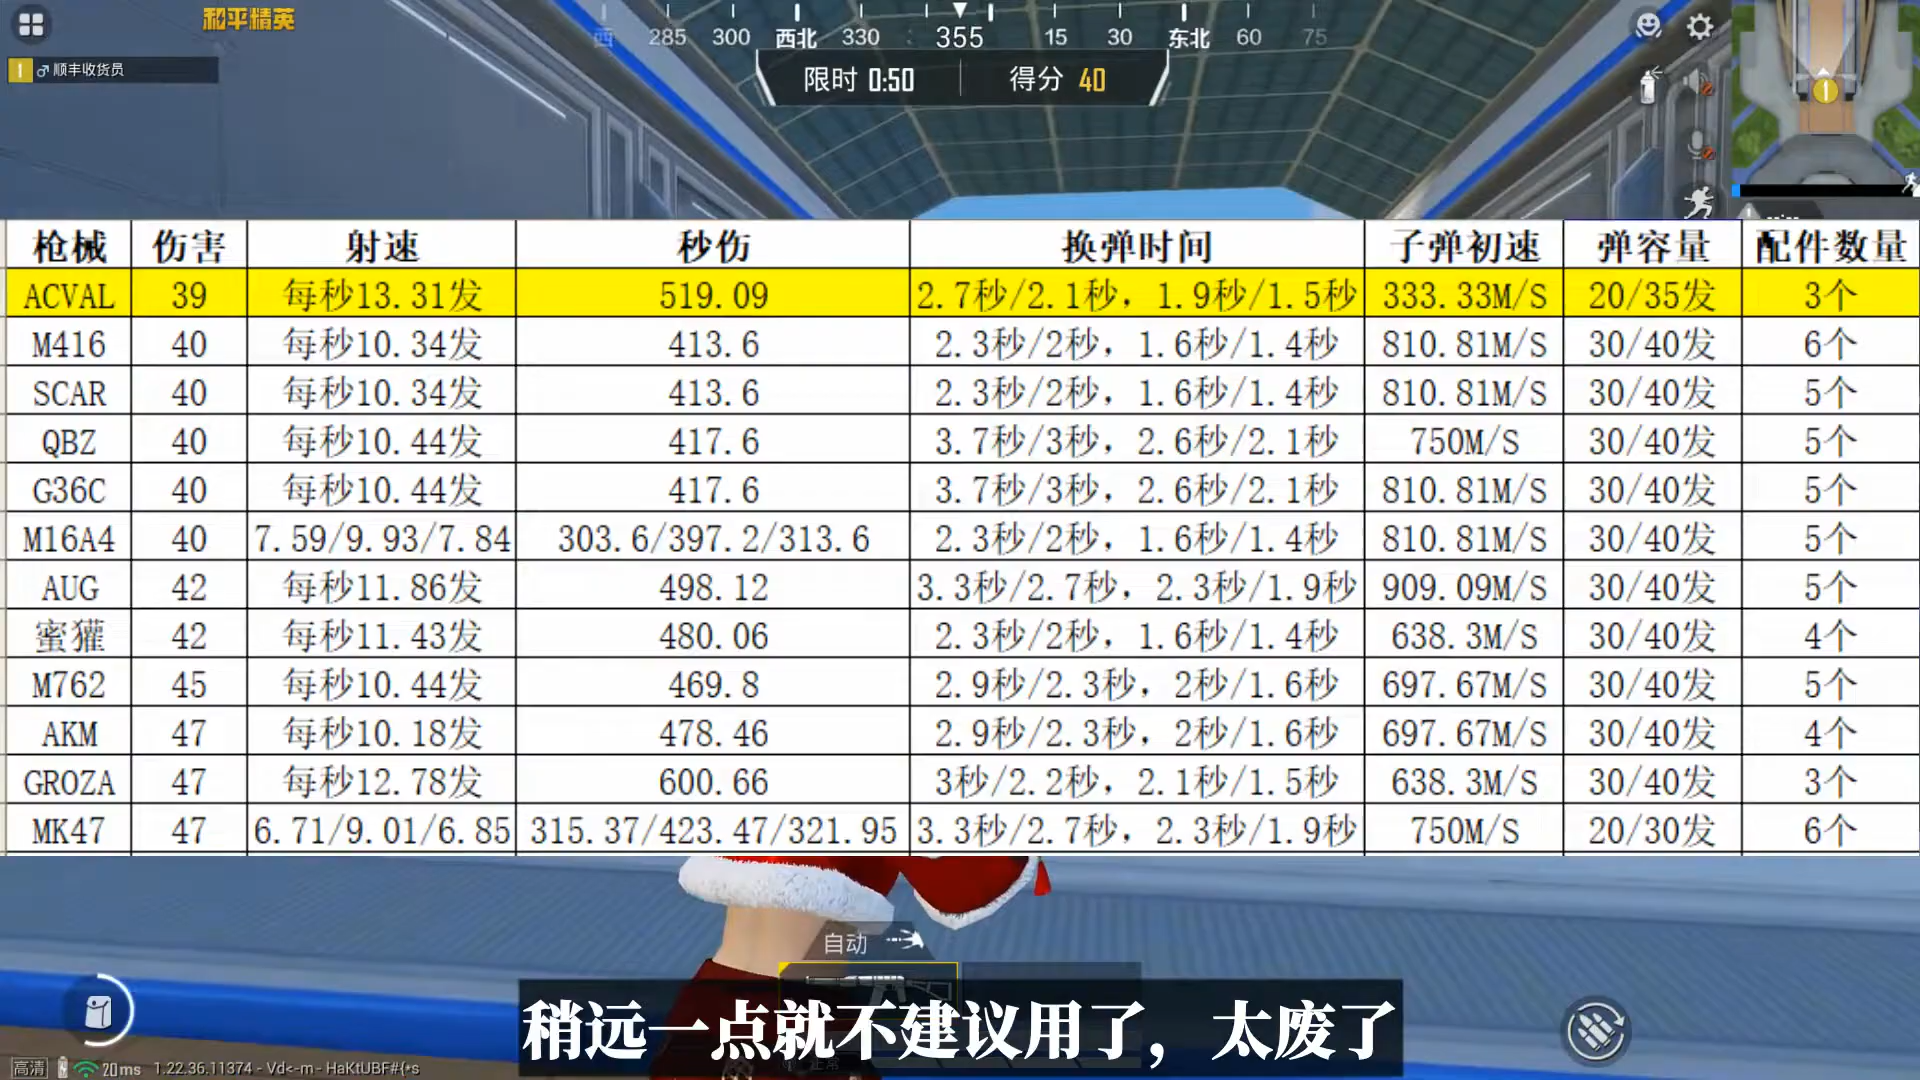 和平精英
西 285 300 西北 330 355 15 30 东北 60 75
1 顺丰收货员
限时 0:50 得分 40
1
枪械 伤害 射速 秒伤 换弹时间 子弹初速 弹容量 配件数量
ACVAL 39 每秒13.31发 519.09 2.7秒/2.1秒，1.9秒/1.5秒 333.33M/S 20/35发 3个
M416 40 每秒10.34发 413.6 2.3秒/2秒，1.6秒/1.4秒 810.81M/S 30/40发 6个
SCAR 40 每秒10.34发 413.6 2.3秒/2秒，1.6秒/1.4秒 810.81M/S 30/40发 5个
QBZ 40 每秒10.44发 417.6 3.7秒/3秒，2.6秒/2.1秒 750M/S 30/40发 5个
G36C 40 每秒10.44发 417.6 3.7秒/3秒，2.6秒/2.1秒 810.81M/S 30/40发 5个
M16A4 40 7.59/9.93/7.84 303.6/397.2/313.6 2.3秒/2秒，1.6秒/1.4秒 810.81M/S 30/40发 5个
AUG 42 每秒11.86发 498.12 3.3秒/2.7秒，2.3秒/1.9秒 909.09M/S 30/40发 5个
蜜獾 42 每秒11.43发 480.06 2.3秒/2秒，1.6秒/1.4秒 638.3M/S 30/40发 4个
M762 45 每秒10.44发 469.8 2.9秒/2.3秒，2秒/1.6秒 697.67M/S 30/40发 5个
AKM 47 每秒10.18发 478.46 2.9秒/2.3秒，2秒/1.6秒 697.67M/S 30/40发 4个
GROZA 47 每秒12.78发 600.66 3秒/2.2秒，2.1秒/1.5秒 638.3M/S 30/40发 3个
MK47 47 6.71/9.01/6.85 315.37/423.47/321.95 3.3秒/2.7秒，2.3秒/1.9秒 750M/S 20/30发 6个
自动
稍远一点就不建议用了，太废了
高清 20ms 1.22.36.11374 - Vd<-m - HaKtUBF#{*s